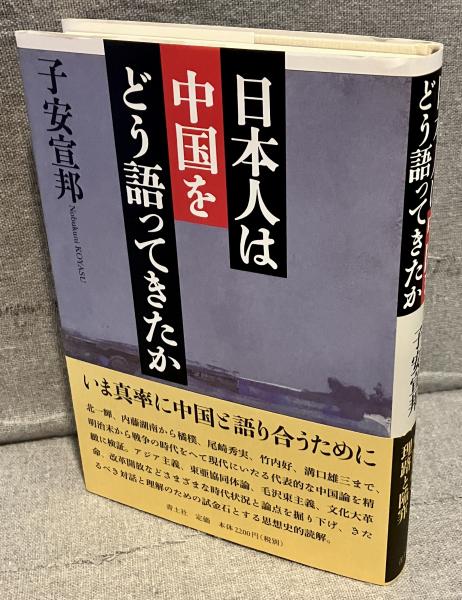 日本人は
中国を
どう語ってきたか
子安宣邦
Nobukuni KOYASU
いま真率に中国と語り合うために
北一輝、内藤湖南から橘樸、尾崎秀実、竹内好、溝口雄三まで、
明治末から戦争の時代をへて現代にいたる代表的な中国論を精
緻に検証。アジア主義、東亜協同体論、毛沢東主義、文化大革
命、改革開放などさまざまな時代状況と論点を掘り下げ、きた
るべき対話と理解のための試金石とする思想史的読解。
青土社 定価 本体2200円(税別)
どう語ってきたか
子安宣邦